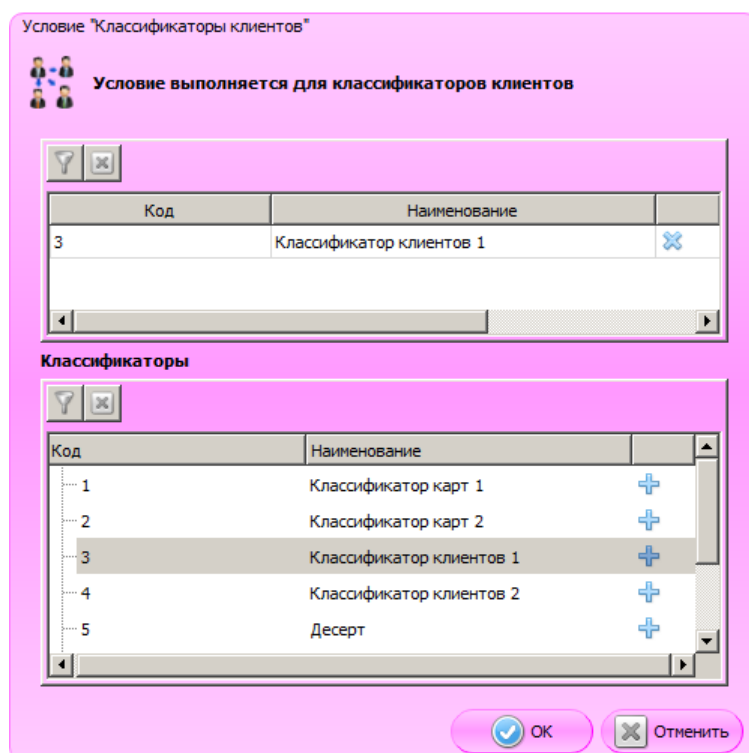 Условие "Классификаторы клиентов"
Условие выполняется для классификаторов клиентов
Код Наименование
3 Классификатор клиентов 1
Классификаторы
Код Наименование
1 Классификатор карт 1
2 Классификатор карт 2
3 Классификатор клиентов 1
4 Классификатор клиентов 2
5 Десерт
ОК Отменить